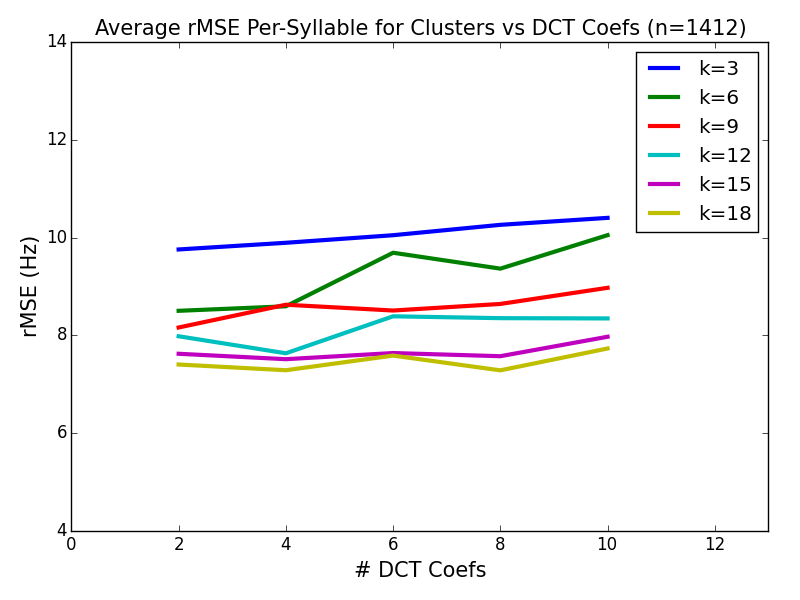 Average rMSE Per-Syllable for Clusters vs DCT Coefs (n=1412)
14
12
10
8
6
4
rMSE (Hz)
k=3
k=6
k=9
k=12
k=15
k=18
0 2 4 6 8 10 12
# DCT Coefs